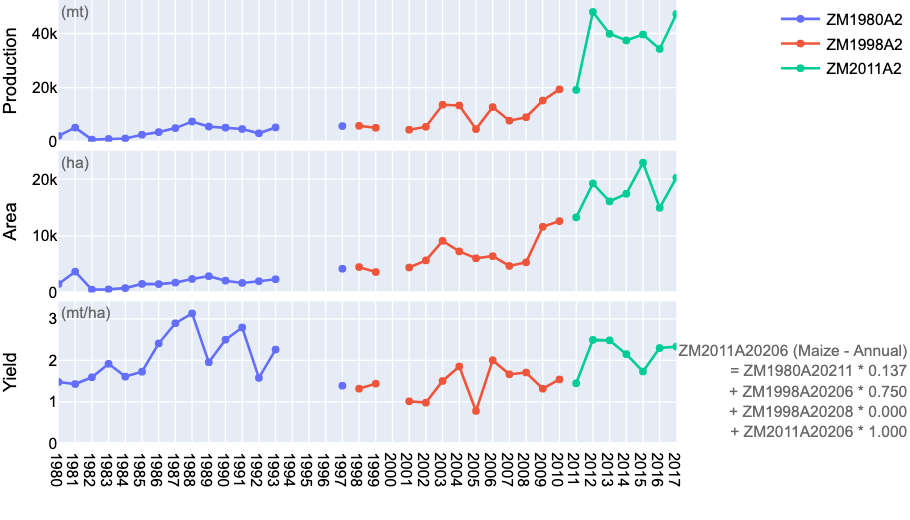 (mt)
Production
40k
20k
0
ZM1980A2
ZM1998A2
ZM2011A2
(ha)
Area
20k
10k
0
(mt/ha)
Yield
3
2
1
0
ZM2011A20206 (Maize - Annual)
= ZM1980A20211 * 0.137
+ ZM1998A20206 * 0.750
+ ZM1998A20208 * 0.000
+ ZM2011A20206 * 1.000
1980
1981
1982
1983
1984
1985
1986
1987
1988
1989
1990
1991
1992
1993
1994
1995
1996
1997
1998
1999
2000
2001
2002
2003
2004
2005
2006
2007
2008
2009
2010
2011
2012
2013
2014
2015
2016
2017